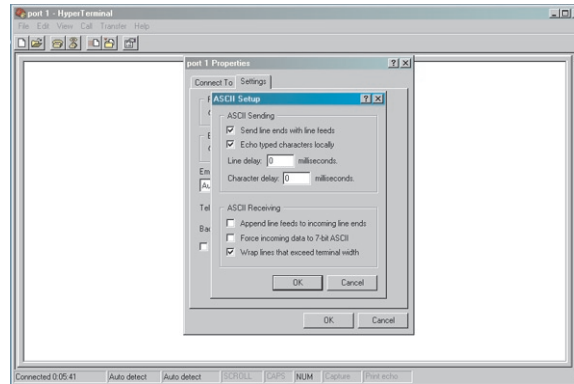 port 1 - HyperTerminal
File Edit View Call Transfer Help
port 1 Properties
Connect To Settings
ASCII Setup
ASCII Sending
Send line ends with line feeds
Echo typed characters locally
Line delay: 0 milliseconds.
Character delay: 0 milliseconds.
Em
Au
Tel
Bac
ASCII Receiving
Append line feeds to incoming line ends
Force incoming data to 7-bit ASCII
Wrap lines that exceed terminal width
OK Cancel
OK Cancel
Connected 0:05:41 Auto detect Auto detect SCROLL CAPS NUM Capture Print echo